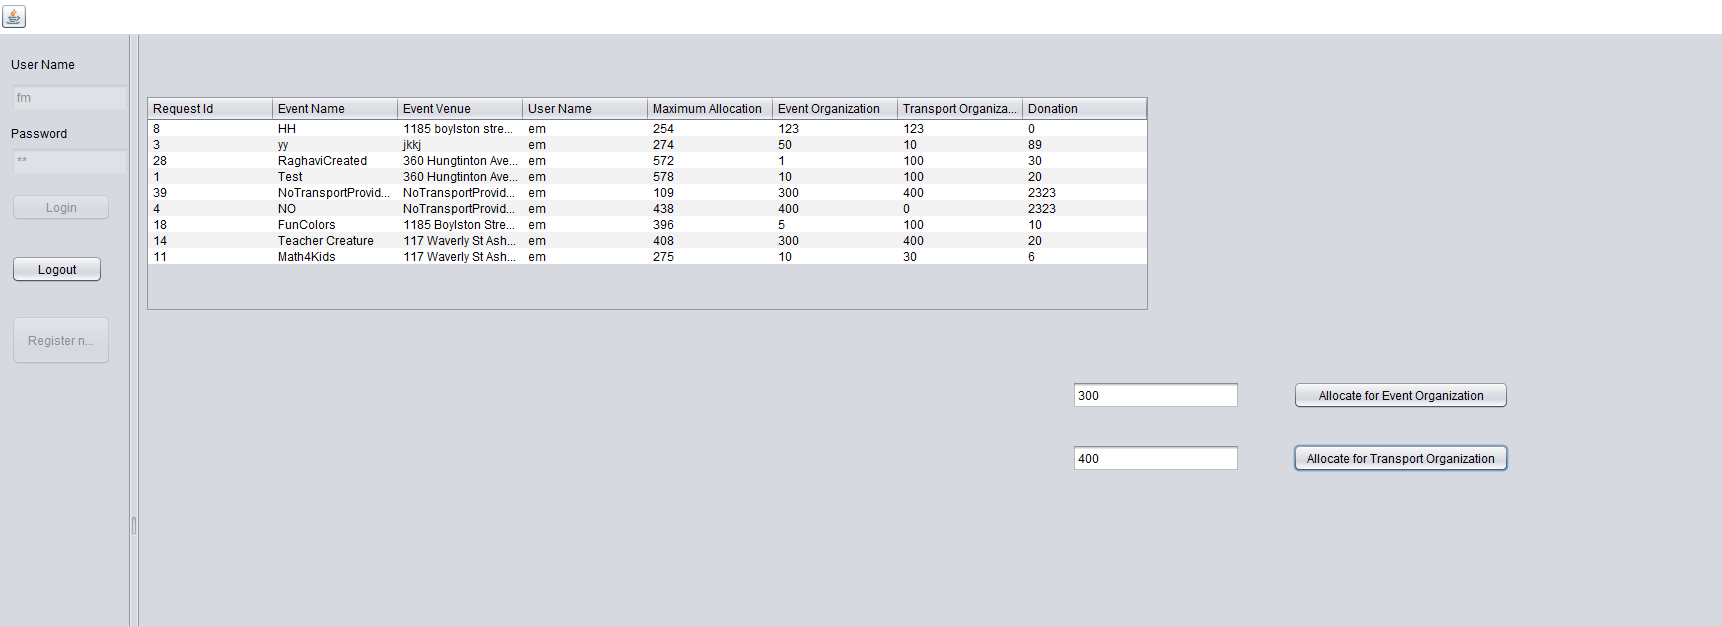 User Name
fm
Password
**
Login
Logout
Register n...
Request Id Event Name Event Venue User Name Maximum Allocation Event Organization Transport Organiza... Donation
8 HH 1185 boylston stre... em 254 123 123 0
3 yy jkkj em 274 50 10 89
28 RaghaviCreated 360 Hungtinton Ave... em 572 1 100 30
1 Test 360 Hungtinton Ave... em 578 10 100 20
39 NoTransportProvid... NoTransportProvid... em 109 300 400 2323
4 NO NoTransportProvid... em 438 400 0 2323
18 FunColors 1185 Boylston Stre... em 396 5 100 10
14 Teacher Creature 117 Waverly St Ash... em 408 300 400 20
11 Math4Kids 117 Waverly St Ash... em 275 10 30 6
300 Allocate for Event Organization
400 Allocate for Transport Organization